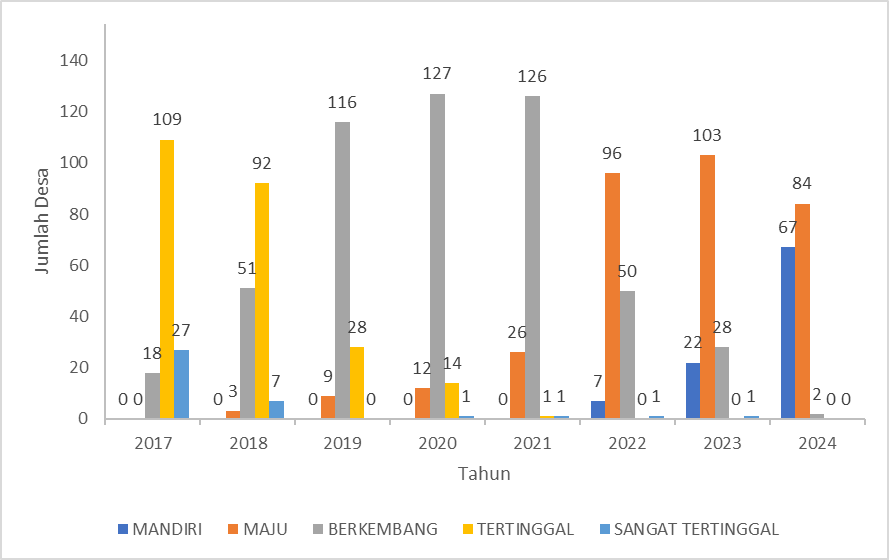 Jumlah Desa
140
120
100
80
60
40
20
0
0 0 18 109 27
0 3 51 92 7
0 9 116 28 0
0 12 127 14 1
0 26 126 1 1
7 96 50 0 1
22 103 28 0 1
67 84 2 0 0
2017 2018 2019 2020 2021 2022 2023 2024
Tahun
MANDIRI MAJU BERKEMBANG TERTINGGAL SANGAT TERTINGGAL